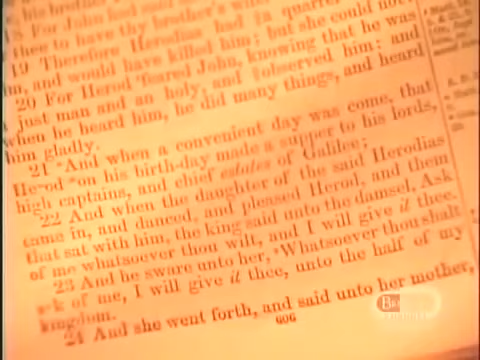 his brother
18 For John had said
thee to have thy brother's wife.
19 Therefore Herodias had a quarrel
him, and would have killed him; but she could not:
20 For Herod feared John, knowing that he was
a just man and an holy, and observed him; and
when he heard him, he did many things, and heard
him gladly.
21 And when a convenient day was come, that
Herod on his birth-day made a supper to his lords,
high captains, and chief estates of Galilee;
22 And when the daughter of the said Herodias
came in, and danced, and pleased Herod, and them
that sat with him, the king said unto the damsel, Ask
of me whatsoever thou wilt, and I will give it thee.
23 And he sware unto her, Whatsoever thou shalt
ask of me, I will give it thee, unto the half of my
kingdom.
24 And she went forth, and said unto her mother,
606